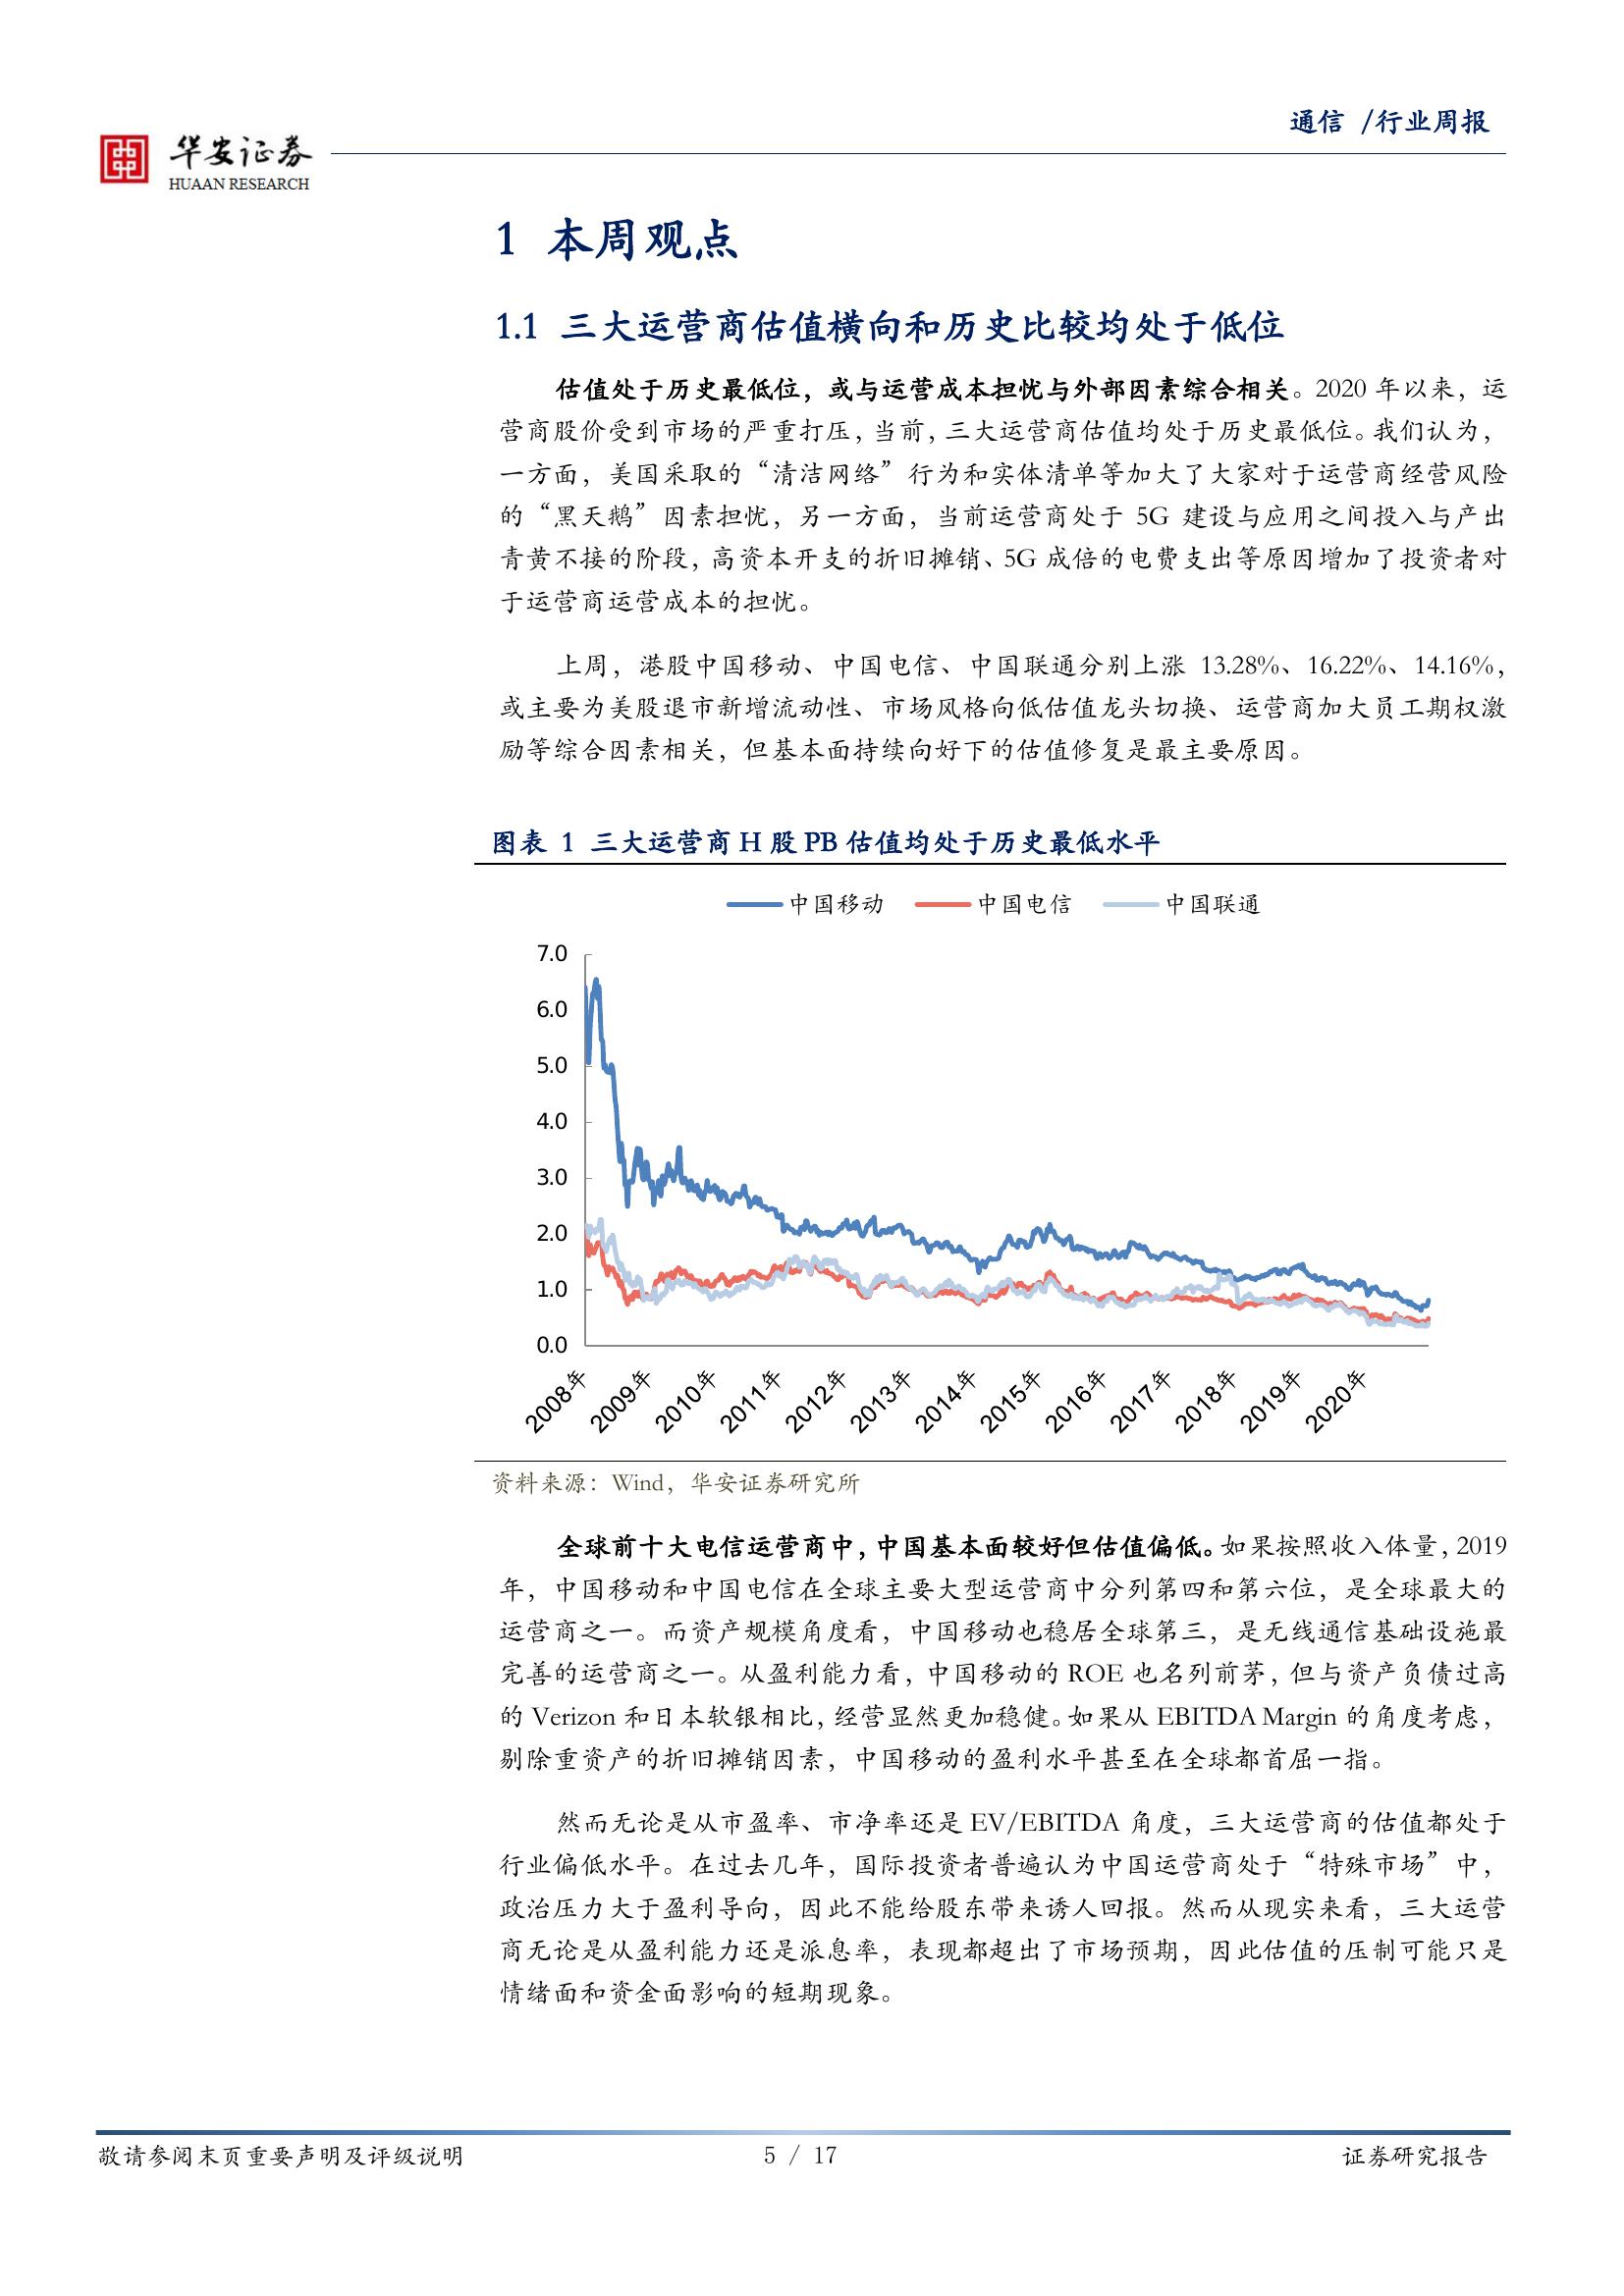 通信 /行业周报
华安证券
HUAAN RESEARCH
1 本周观点
1.1 三大运营商估值横向和历史比较均处于低位
估值处于历史最低位，或与运营成本担忧与外部因素综合相关。2020 年以来，运
营商股价受到市场的严重打压，当前，三大运营商估值均处于历史最低位。我们认为，
一方面，美国采取的“清洁网络”行为和实体清单等加大了大家对于运营商经营风险
的“黑天鹅”因素担忧，另一方面，当前运营商处于 5G 建设与应用之间投入与产出
青黄不接的阶段，高资本开支的折旧摊销、5G 成倍的电费支出等原因增加了投资者对
于运营商运营成本的担忧。
上周，港股中国移动、中国电信、中国联通分别上涨 13.28%、16.22%、14.16%，
或主要为美股退市新增流动性、市场风格向低估值龙头切换、运营商加大员工期权激
励等综合因素相关，但基本面持续向好下的估值修复是最主要原因。
图表 1 三大运营商 H 股 PB 估值均处于历史最低水平
中国移动 中国电信 中国联通
7.0
6.0
5.0
4.0
3.0
2.0
1.0
0.0
2008年 2009年 2010年 2011年 2012年 2013年 2014年 2015年 2016年 2017年 2018年 2019年 2020年
资料来源：Wind，华安证券研究所
全球前十大电信运营商中，中国基本面较好但估值偏低。如果按照收入体量，2019
年，中国移动和中国电信在全球主要大型运营商中分列第四和第六位，是全球最大的
运营商之一。而资产规模角度看，中国移动也稳居全球第三，是无线通信基础设施最
完善的运营商之一。从盈利能力看，中国移动的 ROE 也名列前茅，但与资产负债过高
的 Verizon 和日本软银相比，经营显然更加稳健。如果从 EBITDA Margin 的角度考虑，
剔除重资产的折旧摊销因素，中国移动的盈利水平甚至在全球都首屈一指。
然而无论是从市盈率、市净率还是 EV/EBITDA 角度，三大运营商的估值都处于
行业偏低水平。在过去几年，国际投资者普遍认为中国运营商处于“特殊市场”中，
政治压力大于盈利导向，因此不能给股东带来诱人回报。然而从现实来看，三大运营
商无论是从盈利能力还是派息率，表现都超出了市场预期，因此估值的压制可能只是
情绪面和资金面影响的短期现象。
敬请参阅末页重要声明及评级说明 5 / 17 证券研究报告